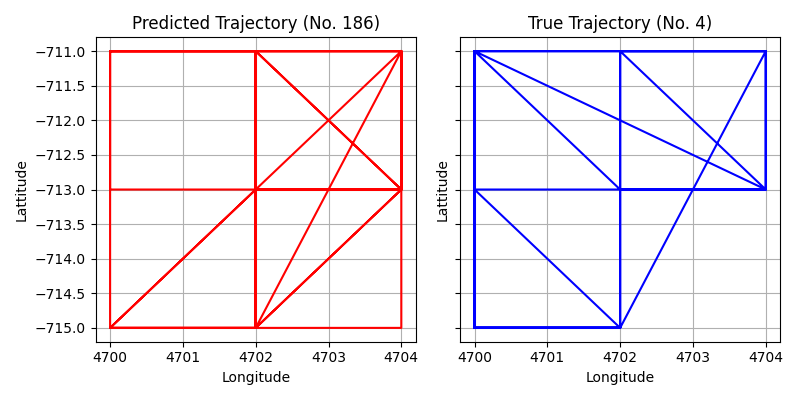 Predicted Trajectory (No. 186)
True Trajectory (No. 4)
−711.0
−711.5
−712.0
−712.5
−713.0
−713.5
−714.0
−714.5
−715.0
Lattitude
Lattitude
4700 4701 4702 4703 4704
4700 4701 4702 4703 4704
Longitude
Longitude